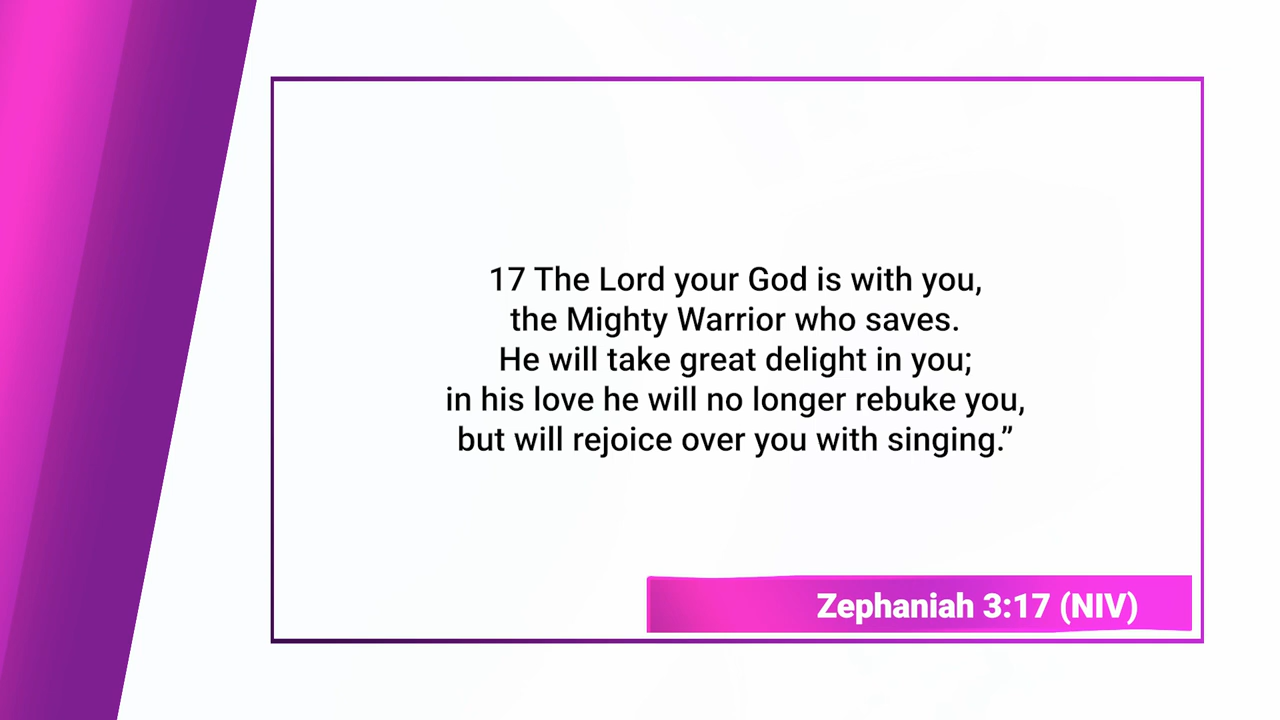 17 The Lord your God is with you,
the Mighty Warrior who saves.
He will take great delight in you;
in his love he will no longer rebuke you,
but will rejoice over you with singing.”
Zephaniah 3:17 (NIV)